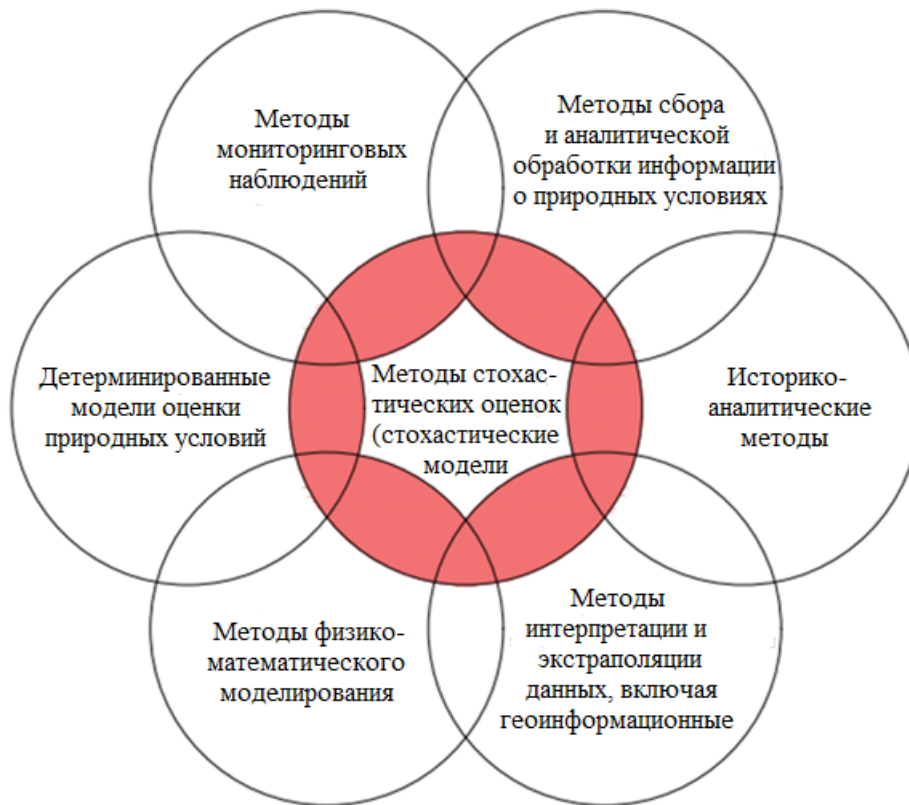 Методы
мониторинговых
наблюдений
Методы сбора
и аналитической
обработки информации
о природных условиях
Детерминированные
модели оценки
природных условий
Методы стохас-
тических оценок
(стохастические
модели
Историко-
аналитические
методы
Методы физико-
математического
моделирования
Методы
интерпретации и
экстраполяции
данных, включая
геоинформационные